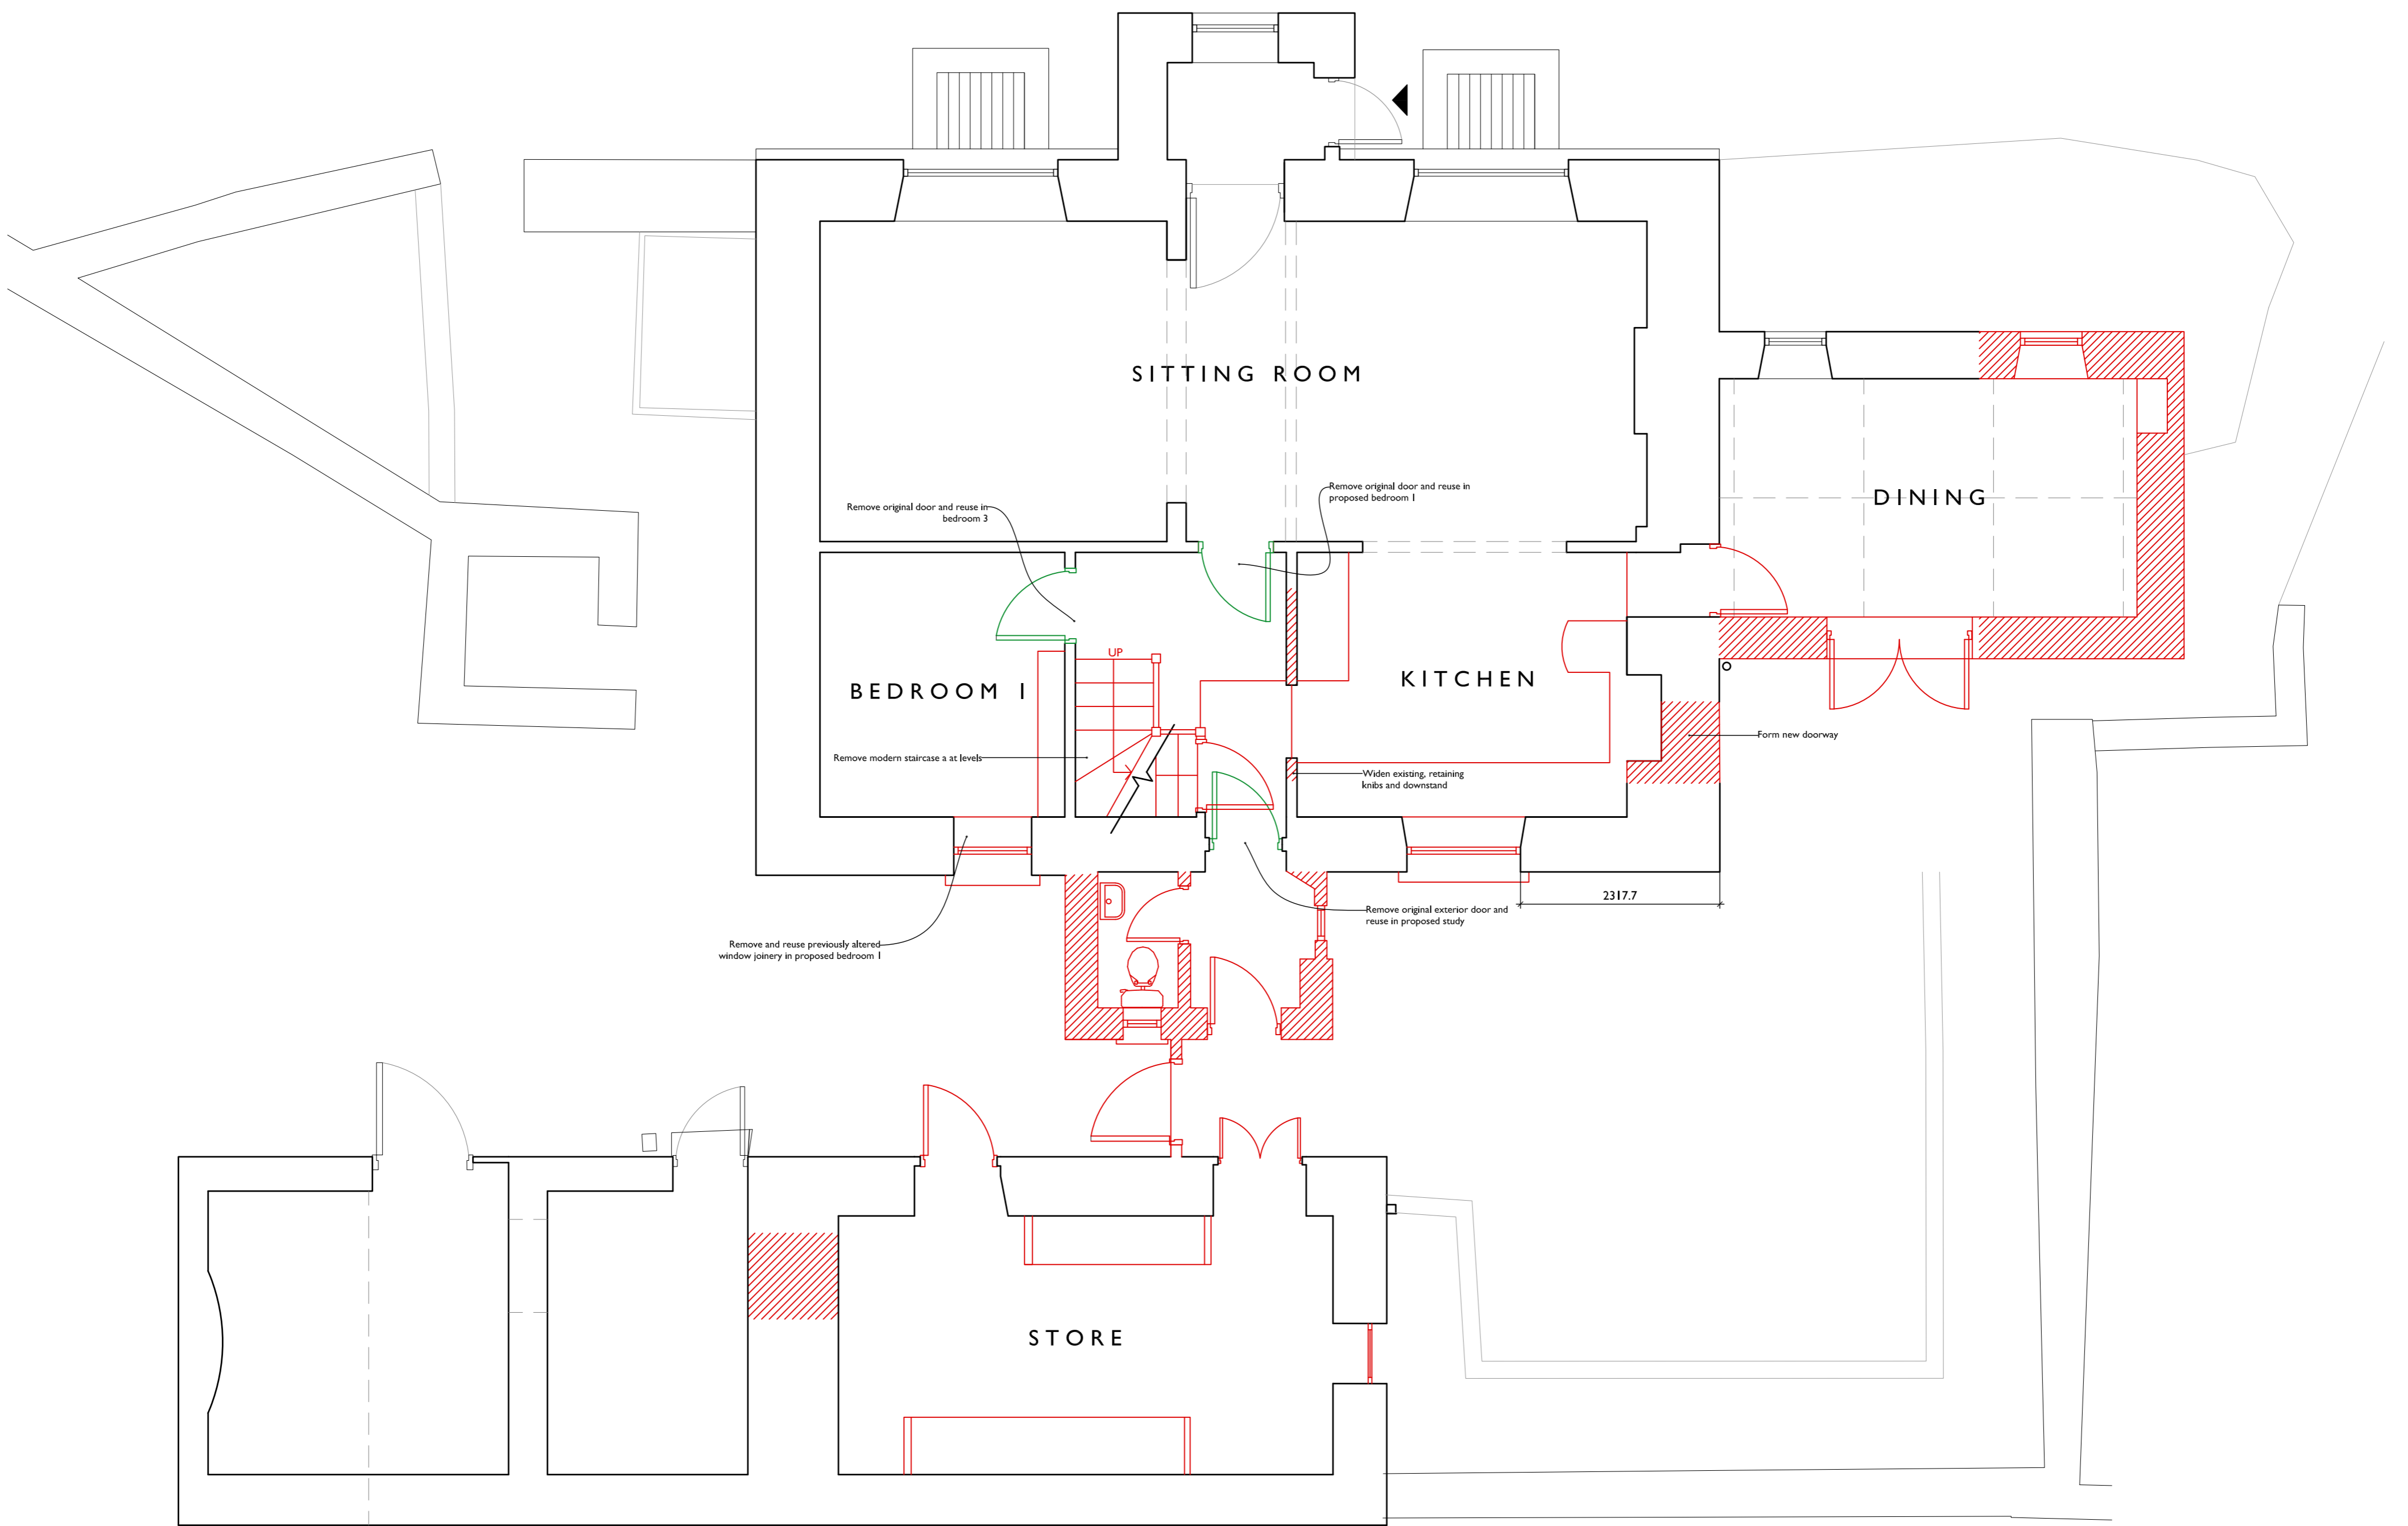 SITTING ROOM
Remove original door and reuse in
proposed bedroom 1
Remove original door and reuse in
bedroom 3
DINING
UP
BEDROOM 1
KITCHEN
Form new doorway
Remove modern staircase a at levels
Widen existing, retaining
knibs and downstand
2317.7
Remove original exterior door and
reuse in proposed study
Remove and reuse previously altered
window joinery in proposed bedroom 1
STORE